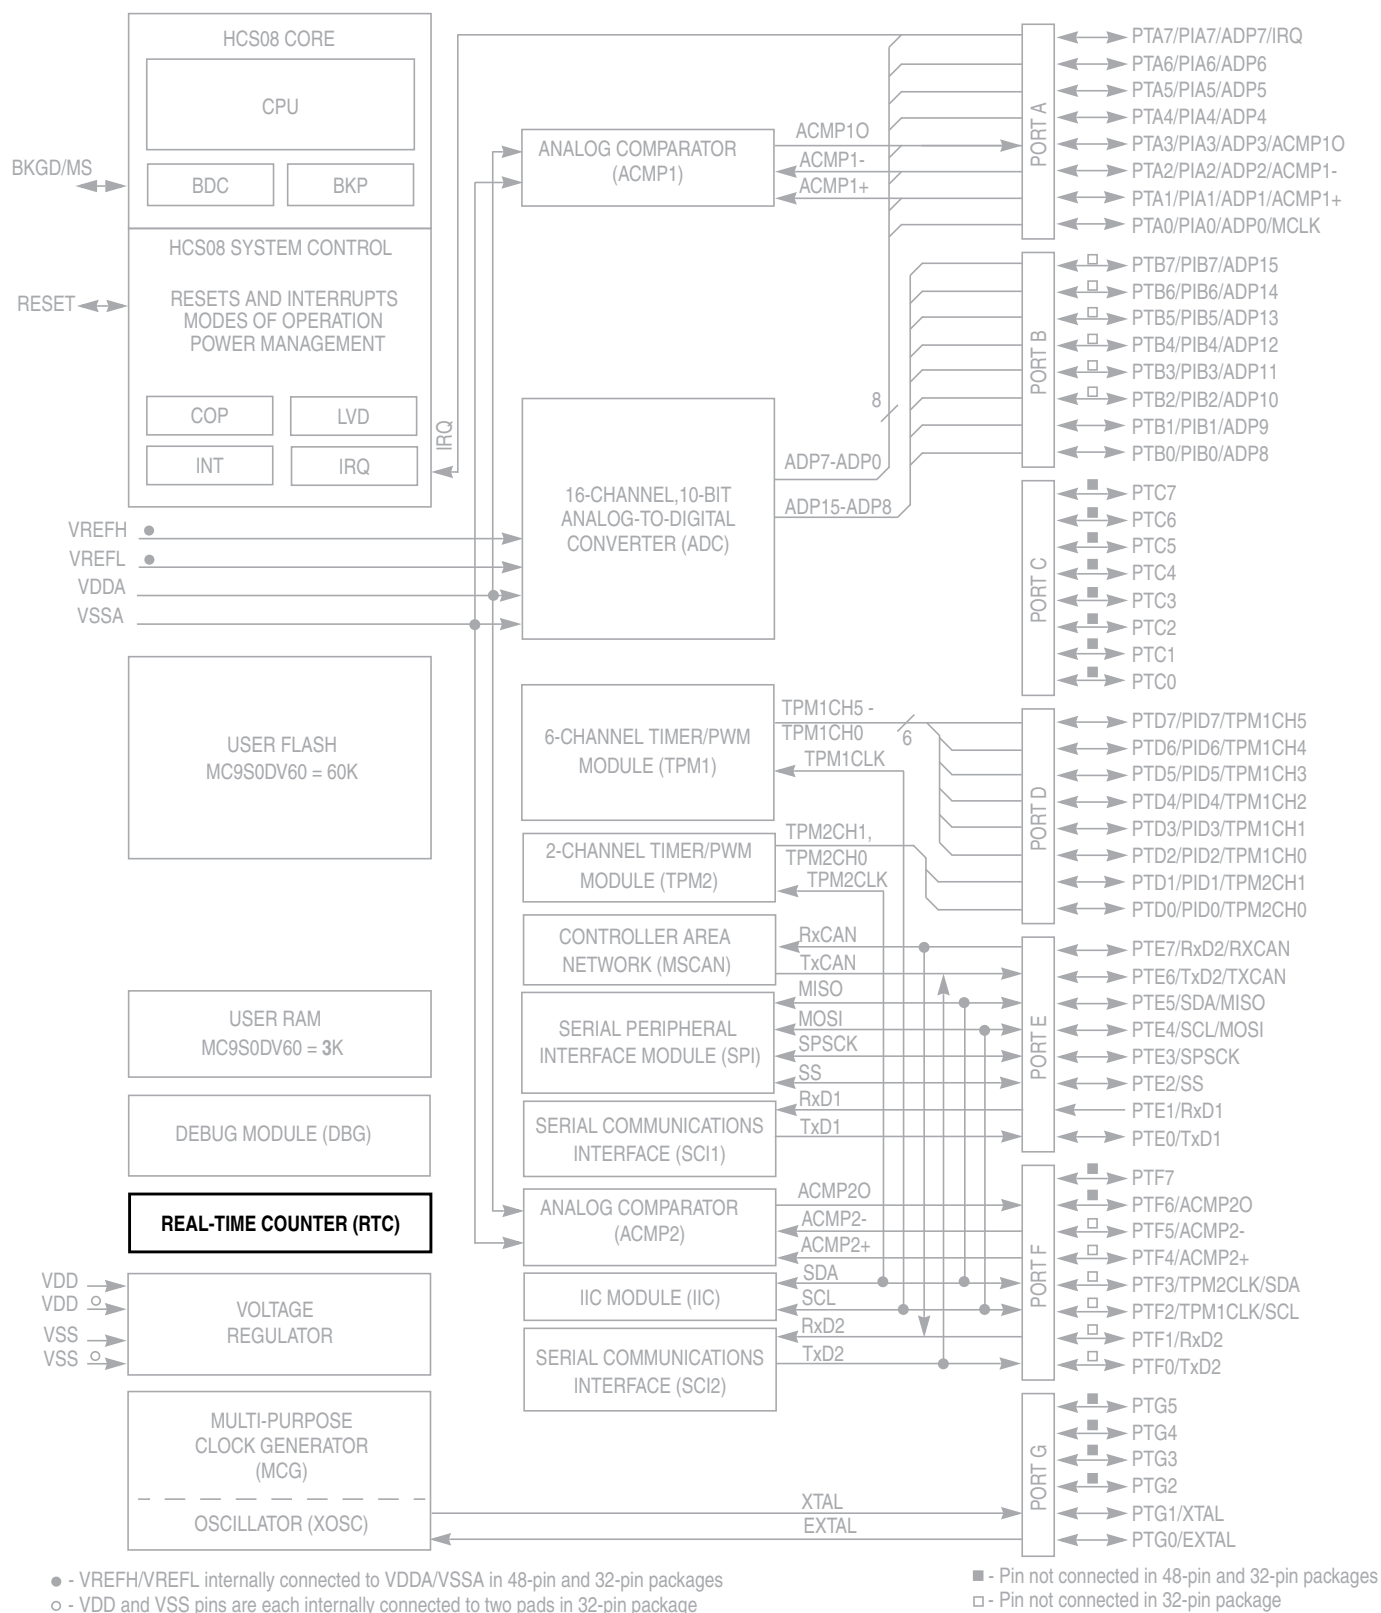 HCS08 CORE
CPU
BDC
BKP
BKGD/MS
HCS08 SYSTEM CONTROL
RESETS AND INTERRUPTS
MODES OF OPERATION
POWER MANAGEMENT
RESET
COP
LVD
INT
IRQ
IRQ
VREFH
VREFL
VDDA
VSSA
USER FLASH
MC9S0DV60 = 60K
USER RAM
MC9S0DV60 = 3K
DEBUG MODULE (DBG)
REAL-TIME COUNTER (RTC)
VDD
VDD
VSS
VSS
VOLTAGE
REGULATOR
MULTI-PURPOSE
CLOCK GENERATOR
(MCG)
OSCILLATOR (XOSC)
ANALOG COMPARATOR
(ACMP1)
ACMP1O
ACMP1-
ACMP1+
16-CHANNEL,10-BIT
ANALOG-TO-DIGITAL
CONVERTER (ADC)
8
ADP7-ADP0
ADP15-ADP8
6-CHANNEL TIMER/PWM
MODULE (TPM1)
TPM1CH5 -
TPM1CH0
6
TPM1CLK
2-CHANNEL TIMER/PWM
MODULE (TPM2)
TPM2CH1,
TPM2CH0
TPM2CLK
CONTROLLER AREA
NETWORK (MSCAN)
RxCAN
TxCAN
SERIAL PERIPHERAL
INTERFACE MODULE (SPI)
MISO
MOSI
SPSCK
SS
SERIAL COMMUNICATIONS
INTERFACE (SCI1)
RxD1
TxD1
ANALOG COMPARATOR
(ACMP2)
ACMP2O
ACMP2-
ACMP2+
IIC MODULE (IIC)
SDA
SCL
SERIAL COMMUNICATIONS
INTERFACE (SCI2)
RxD2
TxD2
XTAL
EXTAL
PORT A
PTA7/PIA7/ADP7/IRQ
PTA6/PIA6/ADP6
PTA5/PIA5/ADP5
PTA4/PIA4/ADP4
PTA3/PIA3/ADP3/ACMP1O
PTA2/PIA2/ADP2/ACMP1-
PTA1/PIA1/ADP1/ACMP1+
PTA0/PIA0/ADP0/MCLK
PORT B
PTB7/PIB7/ADP15
PTB6/PIB6/ADP14
PTB5/PIB5/ADP13
PTB4/PIB4/ADP12
PTB3/PIB3/ADP11
PTB2/PIB2/ADP10
PTB1/PIB1/ADP9
PTB0/PIB0/ADP8
PORT C
PTC7
PTC6
PTC5
PTC4
PTC3
PTC2
PTC1
PTC0
PORT D
PTD7/PID7/TPM1CH5
PTD6/PID6/TPM1CH4
PTD5/PID5/TPM1CH3
PTD4/PID4/TPM1CH2
PTD3/PID3/TPM1CH1
PTD2/PID2/TPM1CH0
PTD1/PID1/TPM2CH1
PTD0/PID0/TPM2CH0
PORT E
PTE7/RxD2/RXCAN
PTE6/TxD2/TXCAN
PTE5/SDA/MISO
PTE4/SCL/MOSI
PTE3/SPSCK
PTE2/SS
PTE1/RxD1
PTE0/TxD1
PORT F
PTF7
PTF6/ACMP2O
PTF5/ACMP2-
PTF4/ACMP2+
PTF3/TPM2CLK/SDA
PTF2/TPM1CLK/SCL
PTF1/RxD2
PTF0/TxD2
PORT G
PTG5
PTG4
PTG3
PTG2
PTG1/XTAL
PTG0/EXTAL
● - VREFH/VREFL internally connected to VDDA/VSSA in 48-pin and 32-pin packages
○ - VDD and VSS pins are each internally connected to two pads in 32-pin package
■ - Pin not connected in 48-pin and 32-pin packages
□ - Pin not connected in 32-pin package